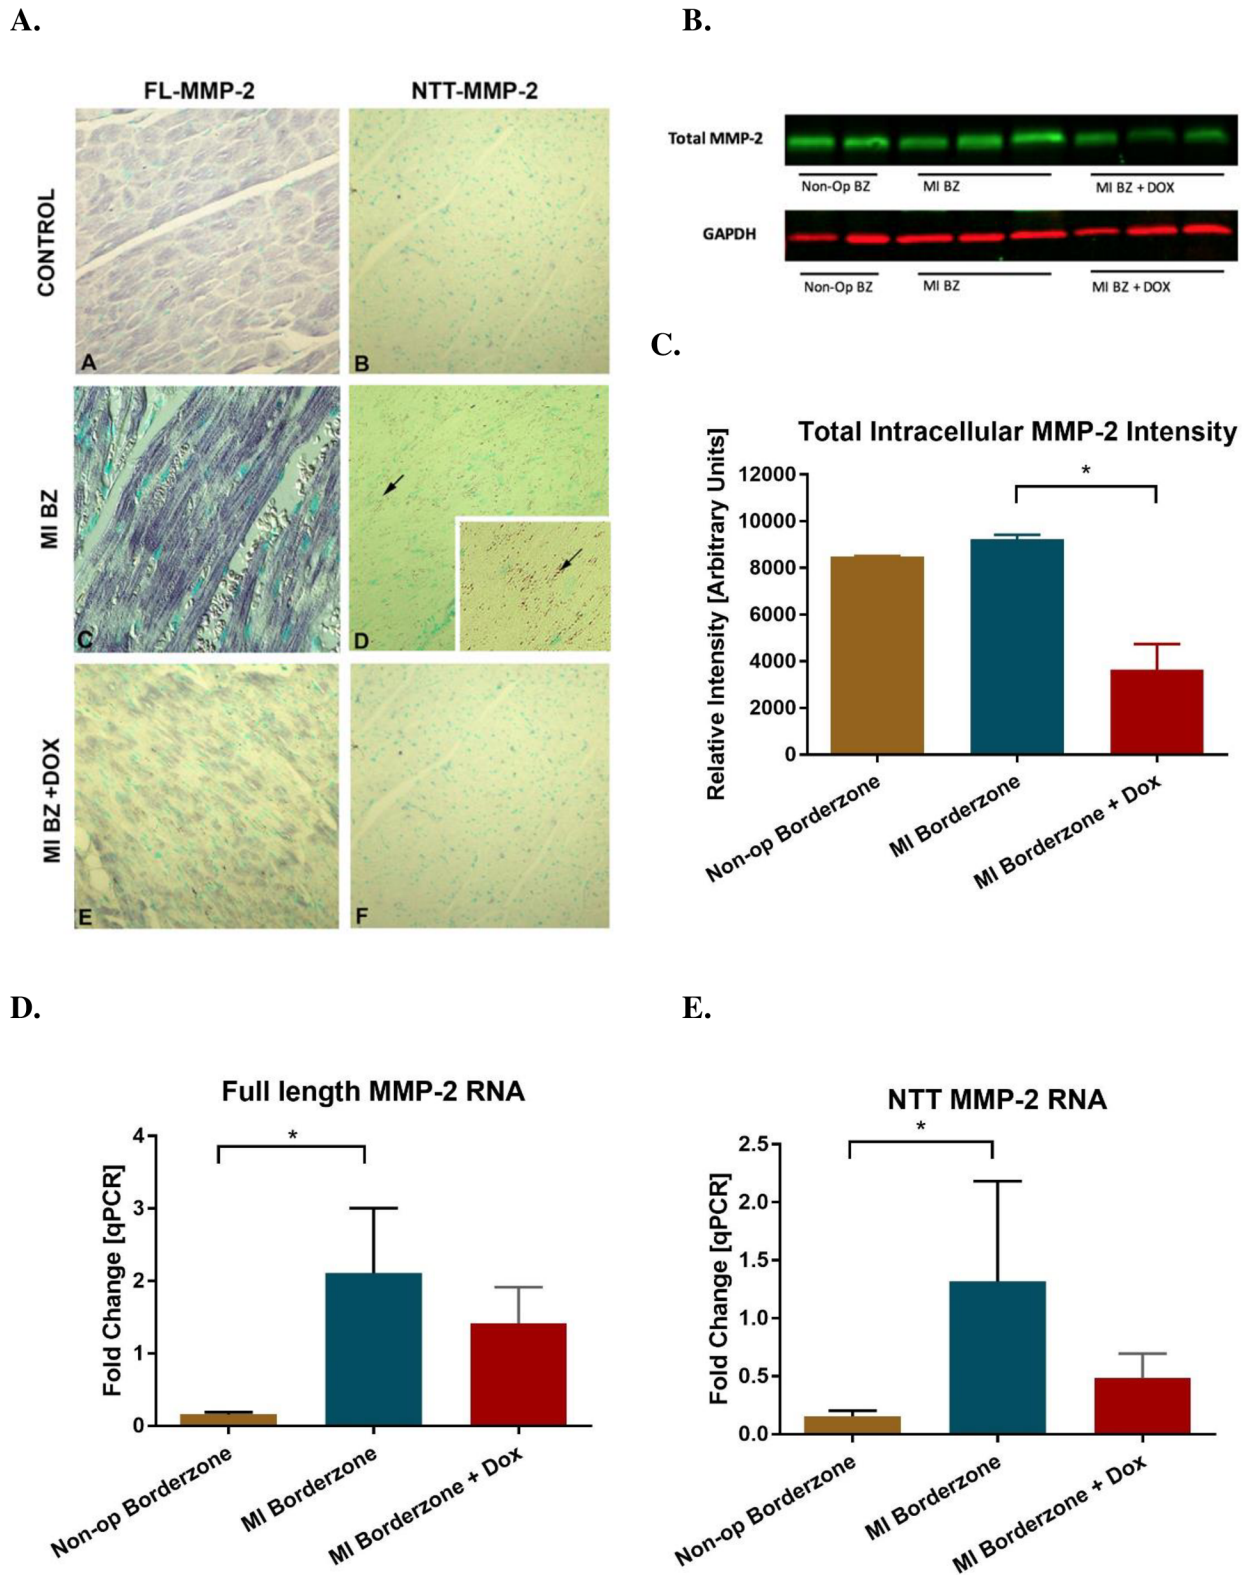 A.
FL-MMP-2
NTT-MMP-2
CONTROL
A
B
MI BZ
C
D
MI BZ +DOX
E
F
B.
Total MMP-2
Non-Op BZ
MI BZ
MI BZ + DOX
GAPDH
Non-Op BZ
MI BZ
MI BZ + DOX
C.
Total Intracellular MMP-2 Intensity
Relative Intensity [Arbitrary Units]
12000
10000
8000
6000
4000
2000
0
*
Non-op Borderzone
MI Borderzone
MI Borderzone + Dox
D.
Full length MMP-2 RNA
Fold Change [qPCR]
4
3
2
1
0
*
Non-op Borderzone
MI Borderzone
MI Borderzone + Dox
E.
NTT MMP-2 RNA
Fold Change [qPCR]
2.5
2.0
1.5
1.0
0.5
0.0
*
Non-op Borderzone
MI Borderzone
MI Borderzone + Dox